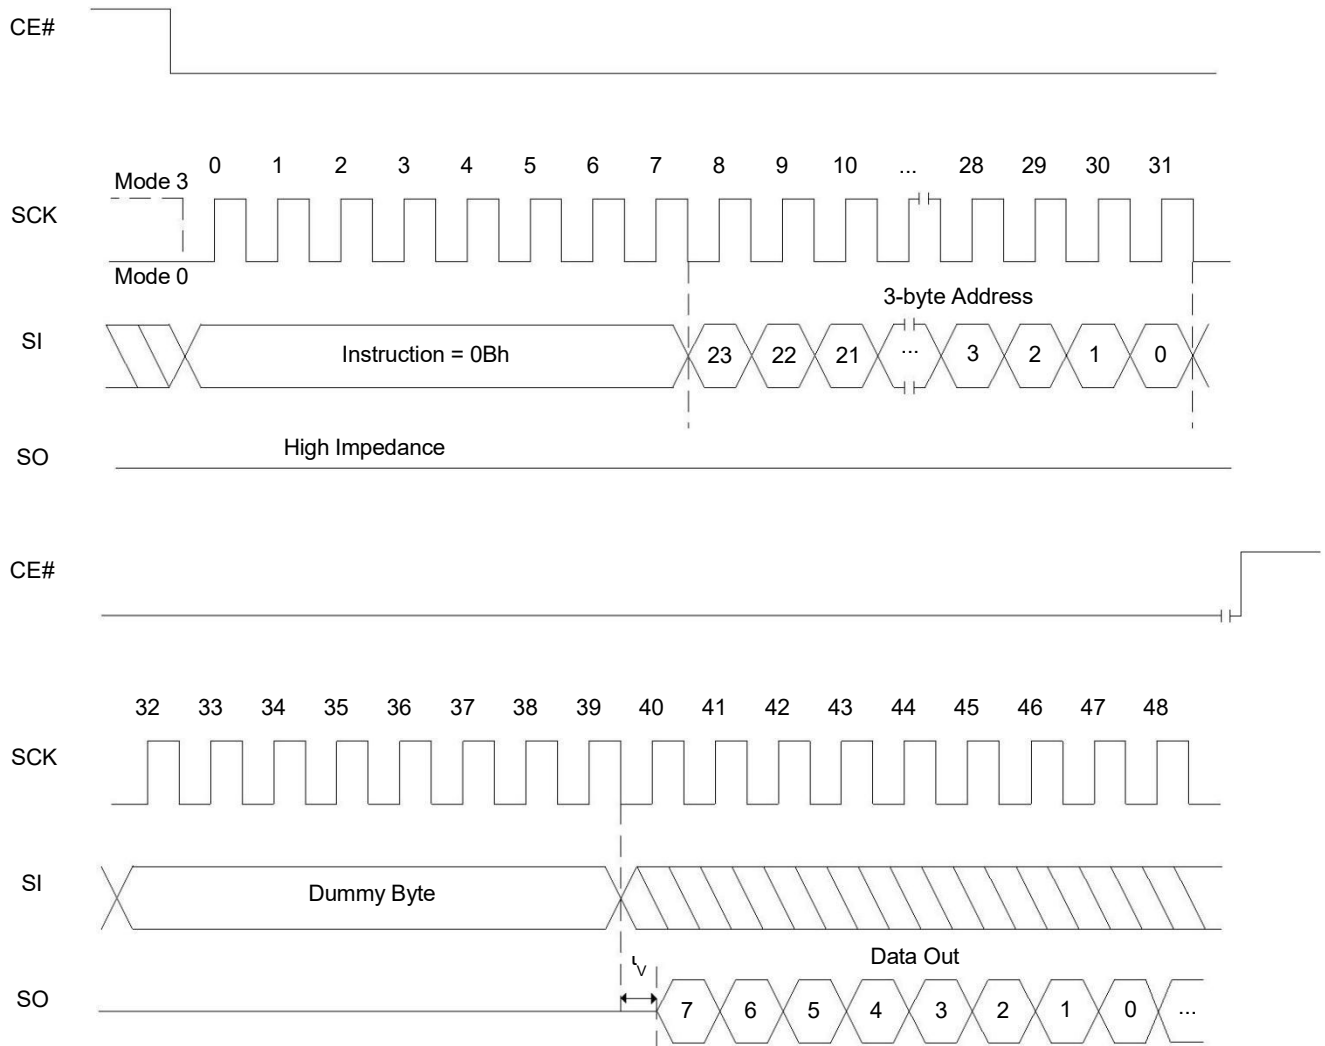 CE#
0 1 2 3 4 5 6 7 8 9 10 ... 28 29 30 31
Mode 3
SCK
Mode 0
3-byte Address
SI
Instruction = 0Bh 23 22 21 ... 3 2 1 0
High Impedance
SO
CE#
32 33 34 35 36 37 38 39 40 41 42 43 44 45 46 47 48
SCK
SI
Dummy Byte
Data Out
tV
SO
7 6 5 4 3 2 1 0 ...